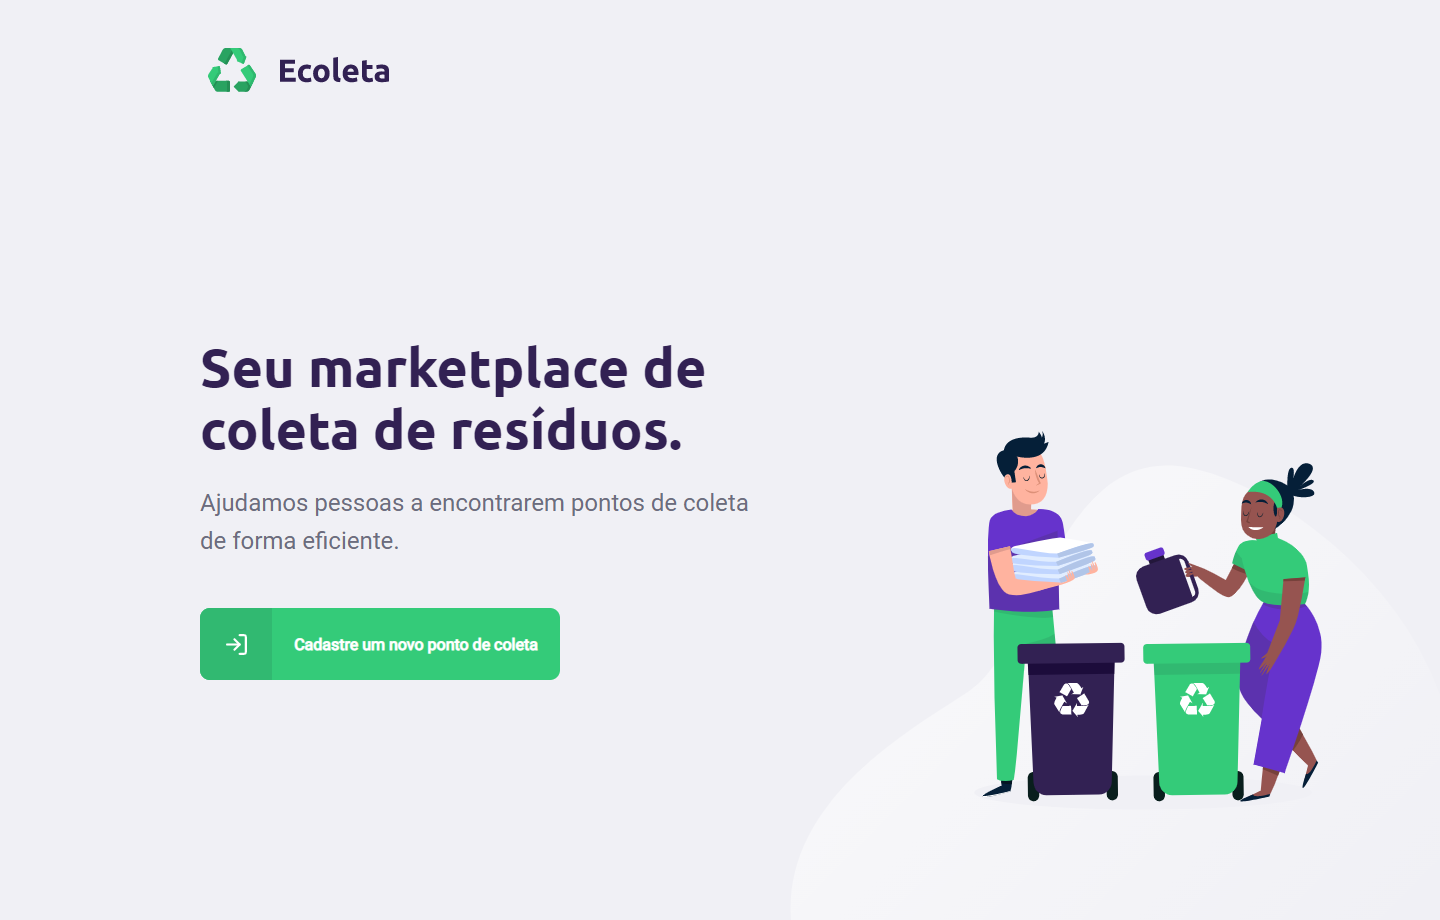 Ecoleta
Seu marketplace de
coleta de resíduos.
Ajudamos pessoas a encontrarem pontos de coleta
de forma eficiente.
Cadastre um novo ponto de coleta